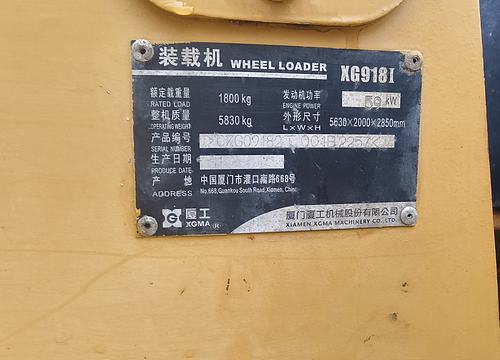 装载机 WHEEL LOADER XG918I
额定载重量 1800 kg 发动机功率 kW
RATED LOAD ENGINE POWER
整机质量 5830 kg 外形尺寸 5630×2000×2850mm
OPERATING WEIGHT L×W×H
产品编号
SERIAL NUMBER
生产日期
PRODUCE DATE
产 地 中国厦门市灌口南路668号
ADDRESS No.668,Guankou South Road,Xiamen, China
厦工 厦门厦工机械股份有限公司
XGMA ® XIAMEN XGMA MACHINERY CO.,LTD.